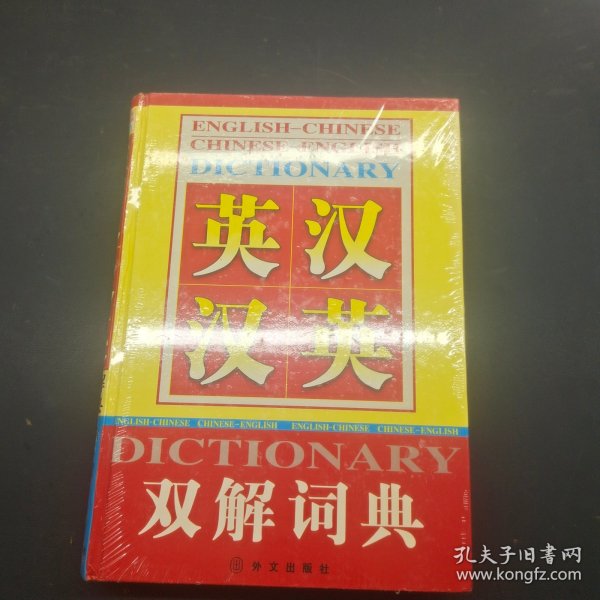 ENGLISH-CHINESE
CHINESE-ENGLISH
DICTIONARY
英汉
汉英
ENGLISH-CHINESE CHINESE-ENGLISH ENGLISH-CHINESE CHINESE-ENGLISH
DICTIONARY
双解词典
外文出版社
孔夫子旧书网
www.kongfz.com